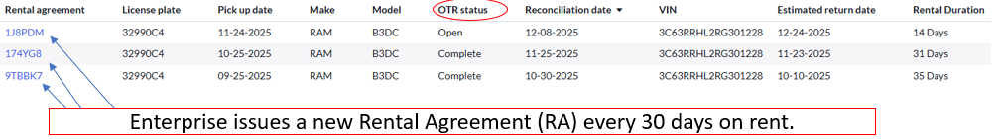 Rental agreement License plate Pick up date Make Model OTR status Reconciliation date ▼ VIN Estimated return date Rental Duration
1J8PDM 32990C4 11-24-2025 RAM B3DC Open 12-08-2025 3C63RRHL2RG301228 12-24-2025 14 Days
174YG8 32990C4 10-25-2025 RAM B3DC Complete 11-25-2025 3C63RRHL2RG301228 11-23-2025 31 Days
9TBBK7 32990C4 09-25-2025 RAM B3DC Complete 10-30-2025 3C63RRHL2RG301228 10-10-2025 35 Days
Enterprise issues a new Rental Agreement (RA) every 30 days on rent.